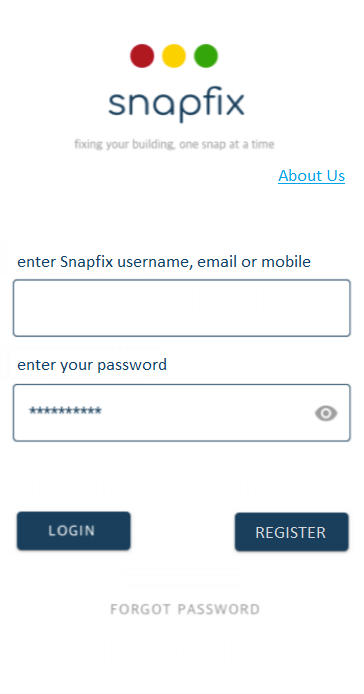 snapfix
fixing your building, one snap at a time
About Us
enter Snapfix username, email or mobile
enter your password
**********
LOGIN
REGISTER
FORGOT PASSWORD